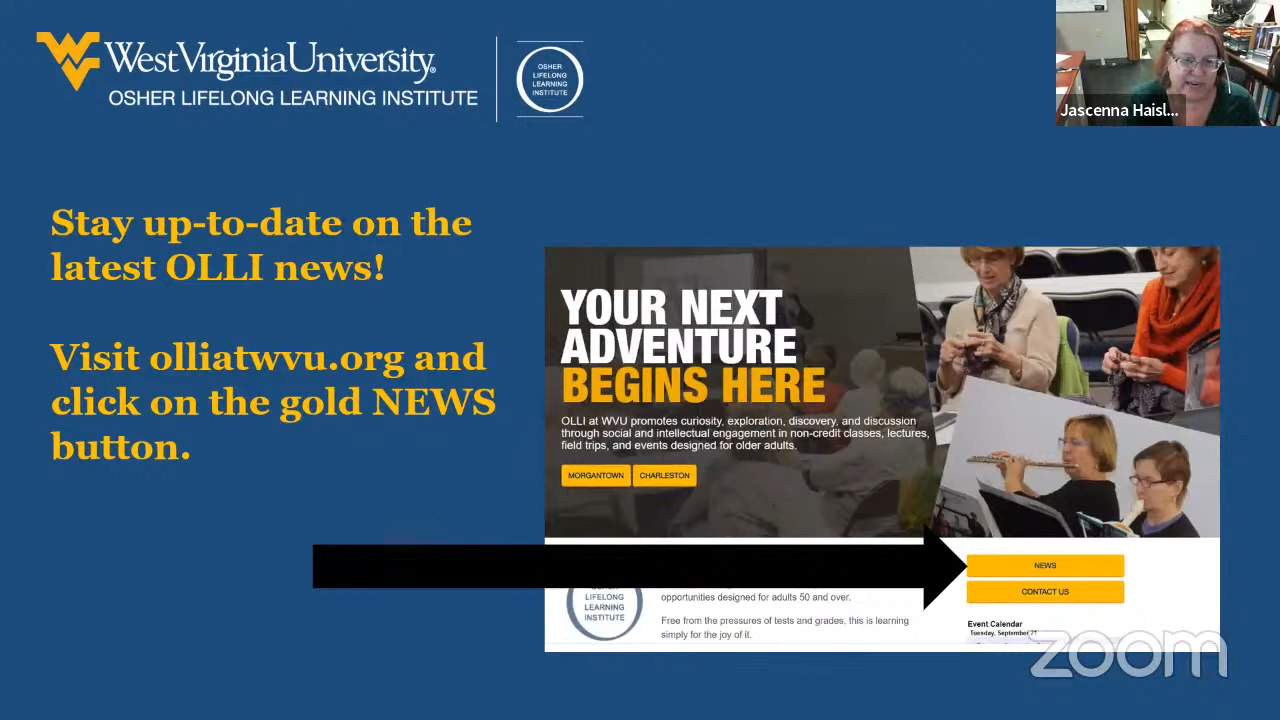 WestVirginiaUniversity®
OSHER LIFELONG LEARNING INSTITUTE
OSHER
LIFELONG
LEARNING
INSTITUTE
Jascenna Haisl...
Stay up-to-date on the
latest OLLI news!
Visit olliatwvu.org and
click on the gold NEWS
button.
YOUR NEXT
ADVENTURE
BEGINS HERE
OLLI at WVU promotes curiosity, exploration, discovery, and discussion
through social and intellectual engagement in non-credit classes, lectures,
field trips, and events designed for older adults.
MORGANTOWN CHARLESTON
NEWS
CONTACT US
LIFELONG
LEARNING
INSTITUTE
opportunities designed for adults 50 and over.
Free from the pressures of tests and grades, this is learning
simply for the joy of it.
Event Calendar
Tuesday, September 21
zoom